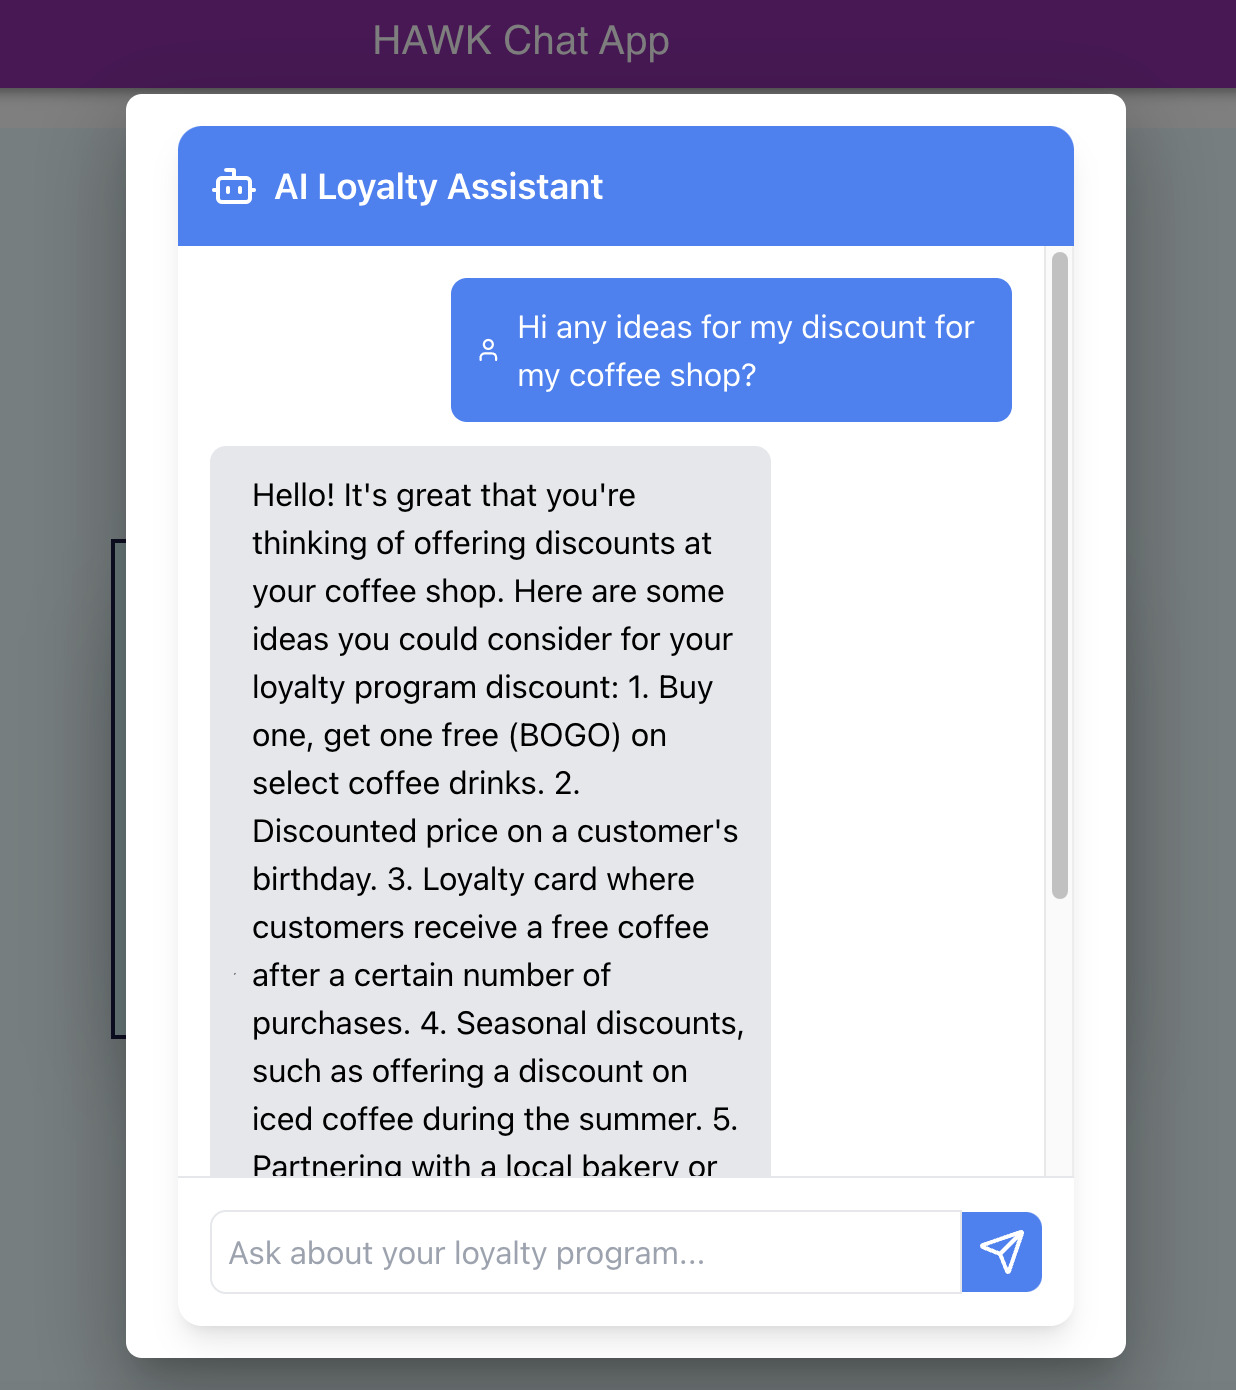 HAWK Chat App
AI Loyalty Assistant
Hi any ideas for my discount for
my coffee shop?
Hello! It's great that you're
thinking of offering discounts at
your coffee shop. Here are some
ideas you could consider for your
loyalty program discount: 1. Buy
one, get one free (BOGO) on
select coffee drinks. 2.
Discounted price on a customer's
birthday. 3. Loyalty card where
customers receive a free coffee
after a certain number of
purchases. 4. Seasonal discounts,
such as offering a discount on
iced coffee during the summer. 5.
Partnering with a local bakery or
Ask about your loyalty program...